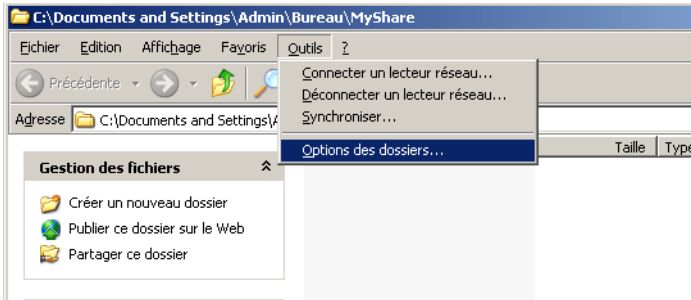 C:\Documents and Settings\Admin\Bureau\MyShare
Fichier Edition Affichage Favoris Outils ?
Précédente
Adresse C:\Documents and Settings\A
Connecter un lecteur réseau...
Déconnecter un lecteur réseau...
Synchroniser...
Options des dossiers...
Taille Type
Gestion des fichiers
Créer un nouveau dossier
Publier ce dossier sur le Web
Partager ce dossier